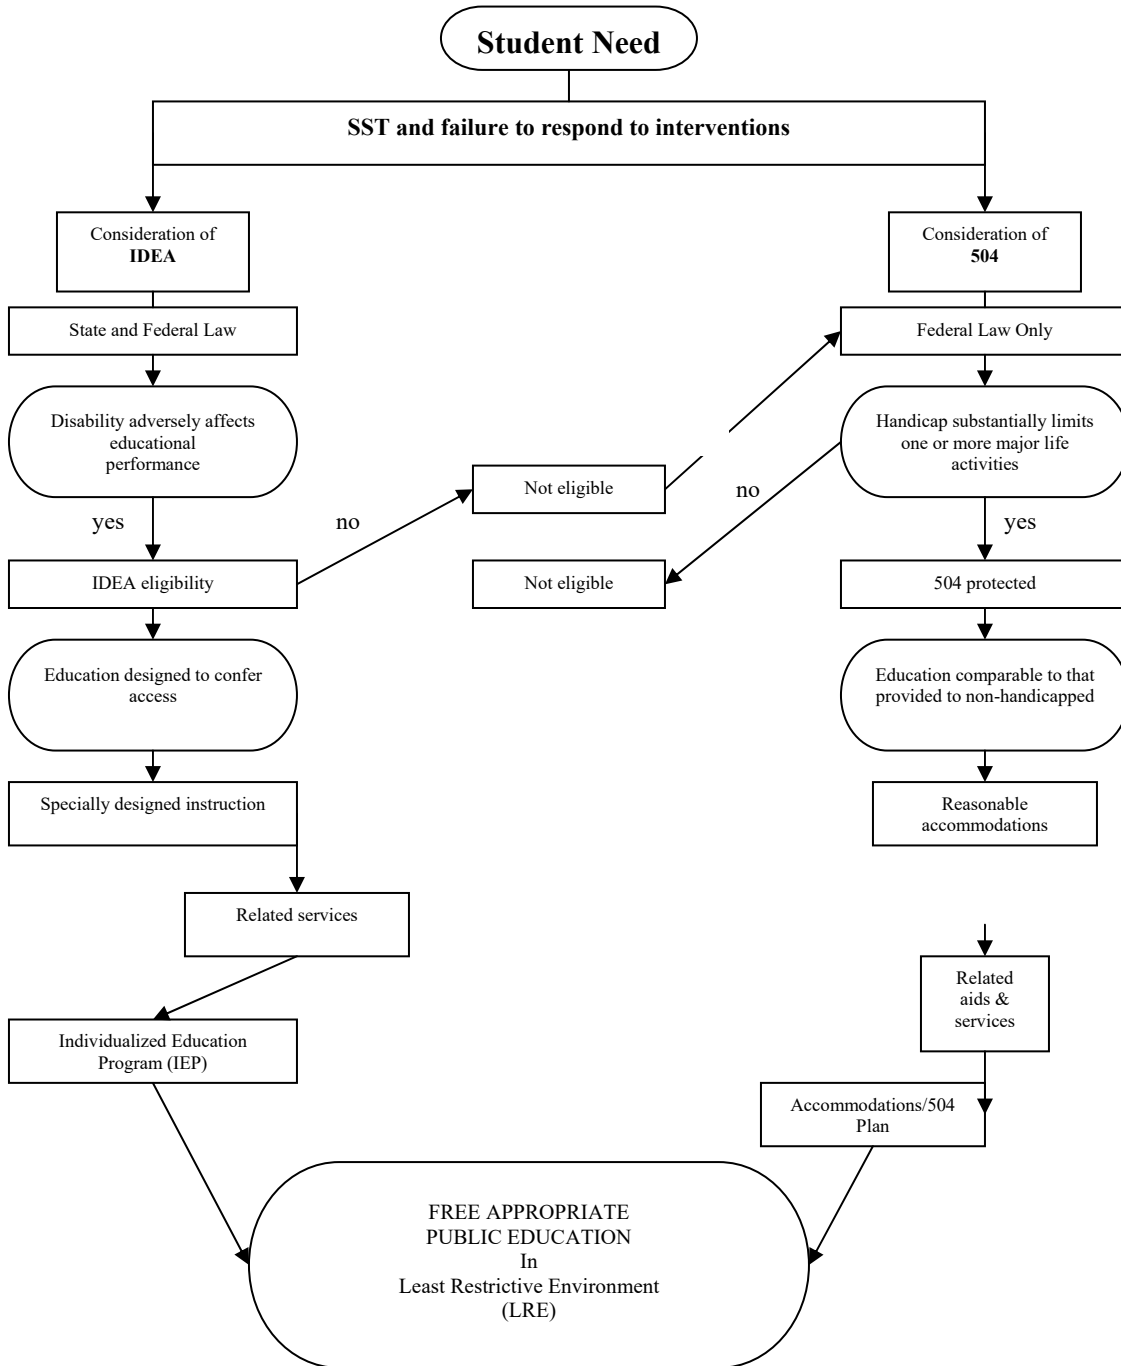 Student Need
SST and failure to respond to interventions
Consideration of
IDEA
Consideration of
504
State and Federal Law
Federal Law Only
Disability adversely affects
educational
performance
Handicap substantially limits
one or more major life
activities
Not eligible
no
yes
no
yes
IDEA eligibility
Not eligible
504 protected
Education designed to confer
access
Education comparable to that
provided to non-handicapped
Specially designed instruction
Reasonable
accommodations
Related services
Related
aids &
services
Individualized Education
Program (IEP)
Accommodations/504
Plan
FREE APPROPRIATE
PUBLIC EDUCATION
In
Least Restrictive Environment
(LRE)